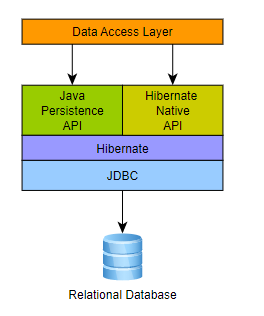 Data Access Layer
Java
Persistence
API
Hibernate
Native
API
Hibernate
JDBC
Relational Database